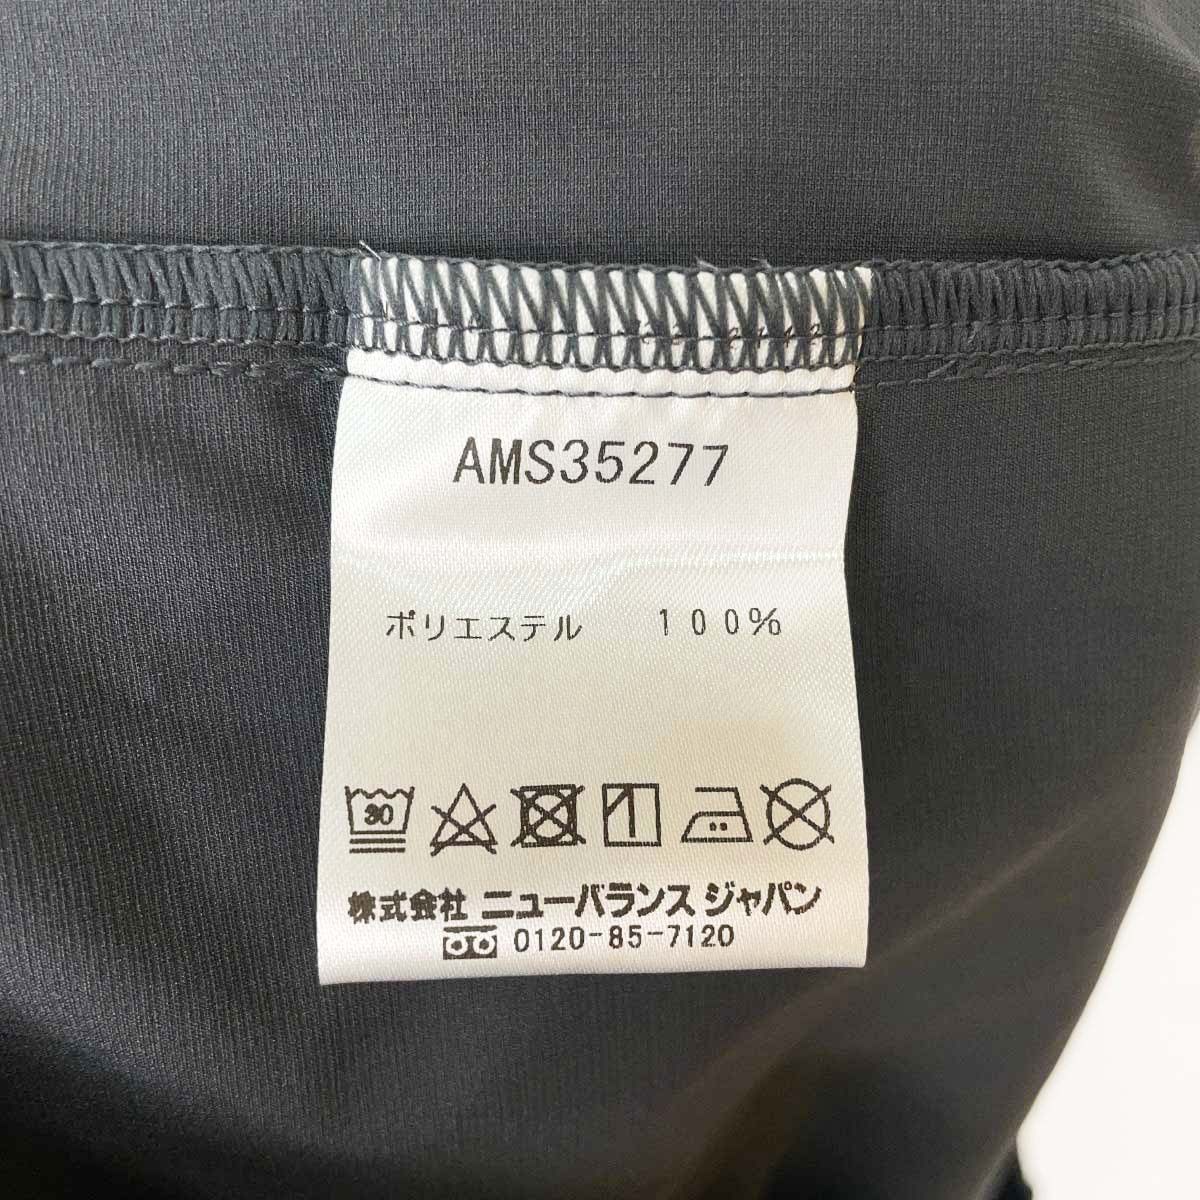 AMS35277
ポリエステル 100%
30
株式会社 ニューバランス ジャパン
0120-85-7120